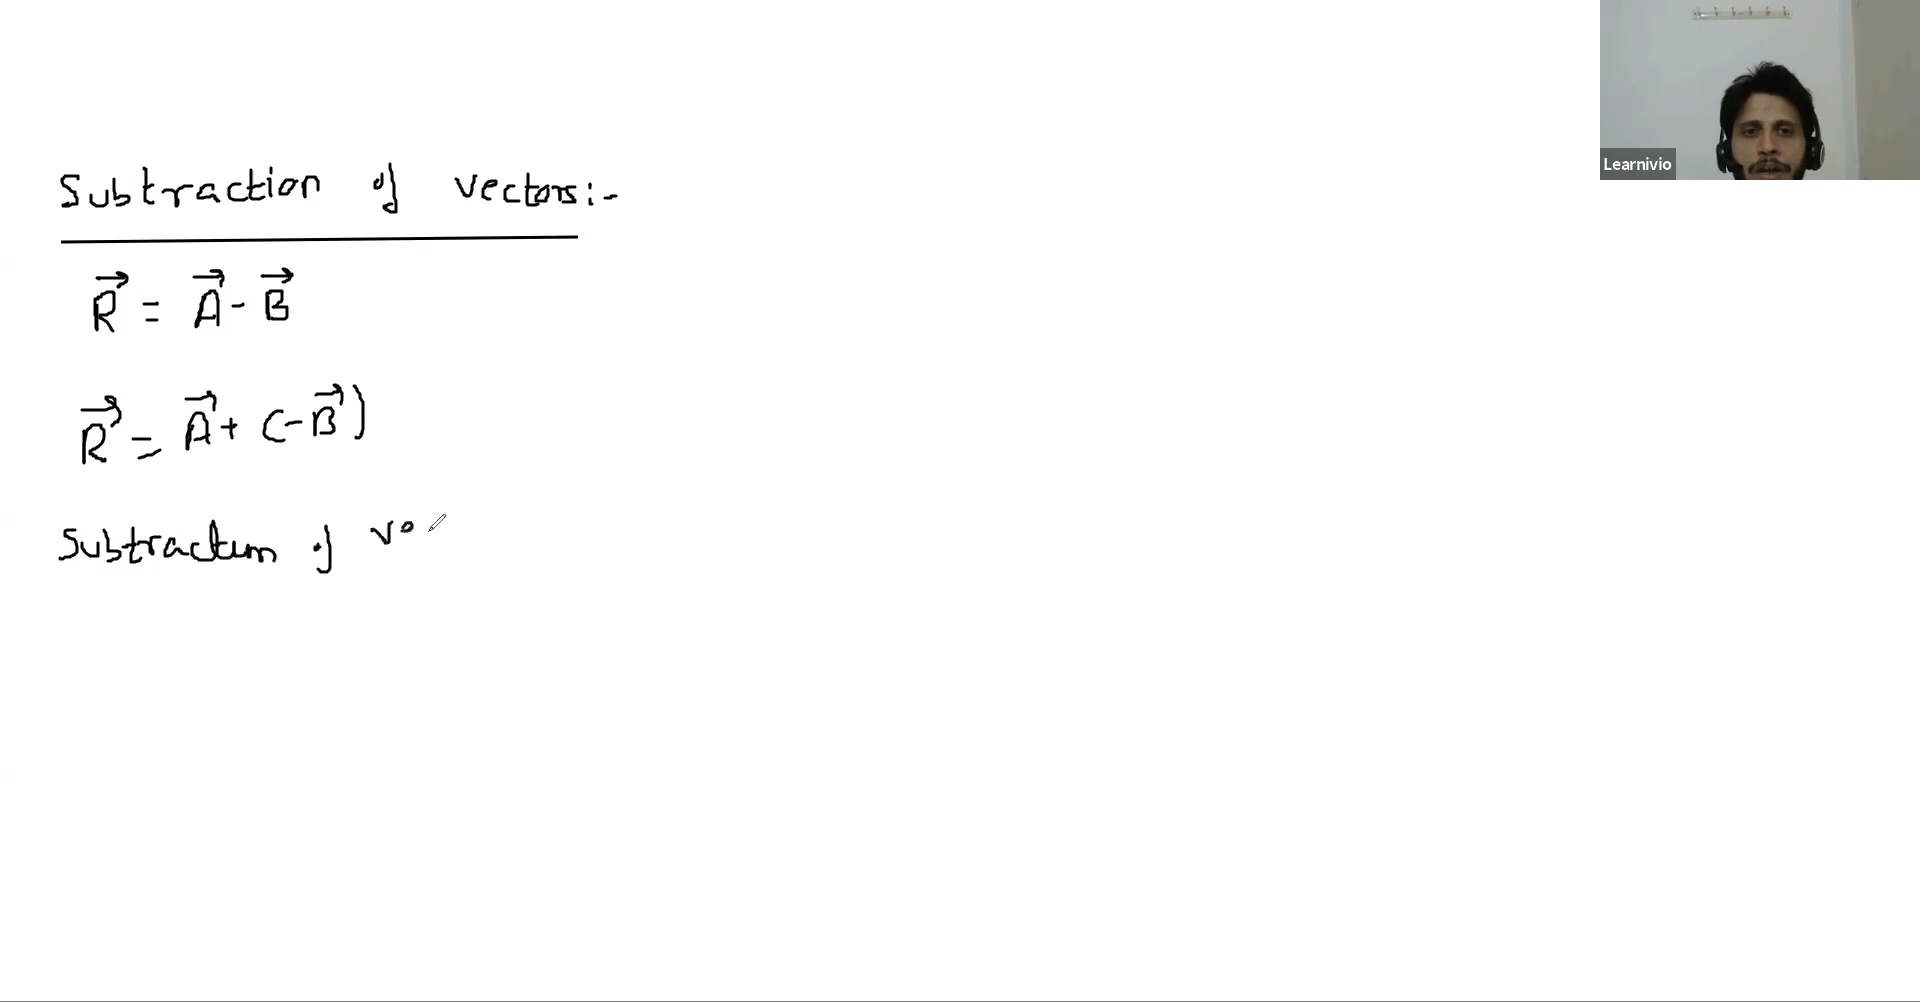 Learnivio
Subtraction of vectors:-
R⃗ = A⃗ - B⃗
R⃗ = A⃗ + (-B⃗)
Subtraction of